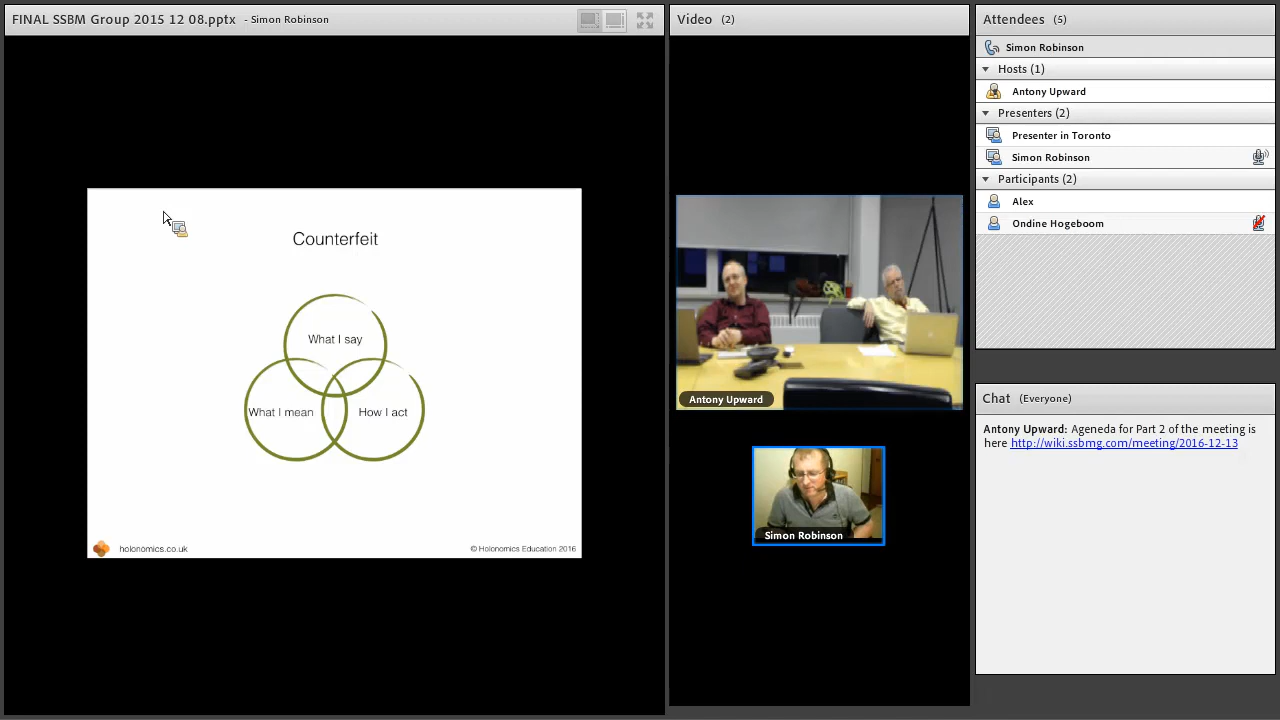 FINAL SSBM Group 2015 12 08.pptx - Simon Robinson
Counterfeit
What I say
What I mean
How I act
holonomics.co.uk
© Holonomics Education 2016
Video (2)
Antony Upward
Simon Robinson
Attendees (5)
Simon Robinson
Hosts (1)
Antony Upward
Presenters (2)
Presenter in Toronto
Simon Robinson
Participants (2)
Alex
Ondine Hogeboom
Chat (Everyone)
Antony Upward: Ageneda for Part 2 of the meeting is
here http://wiki.ssbmg.com/meeting/2016-12-13